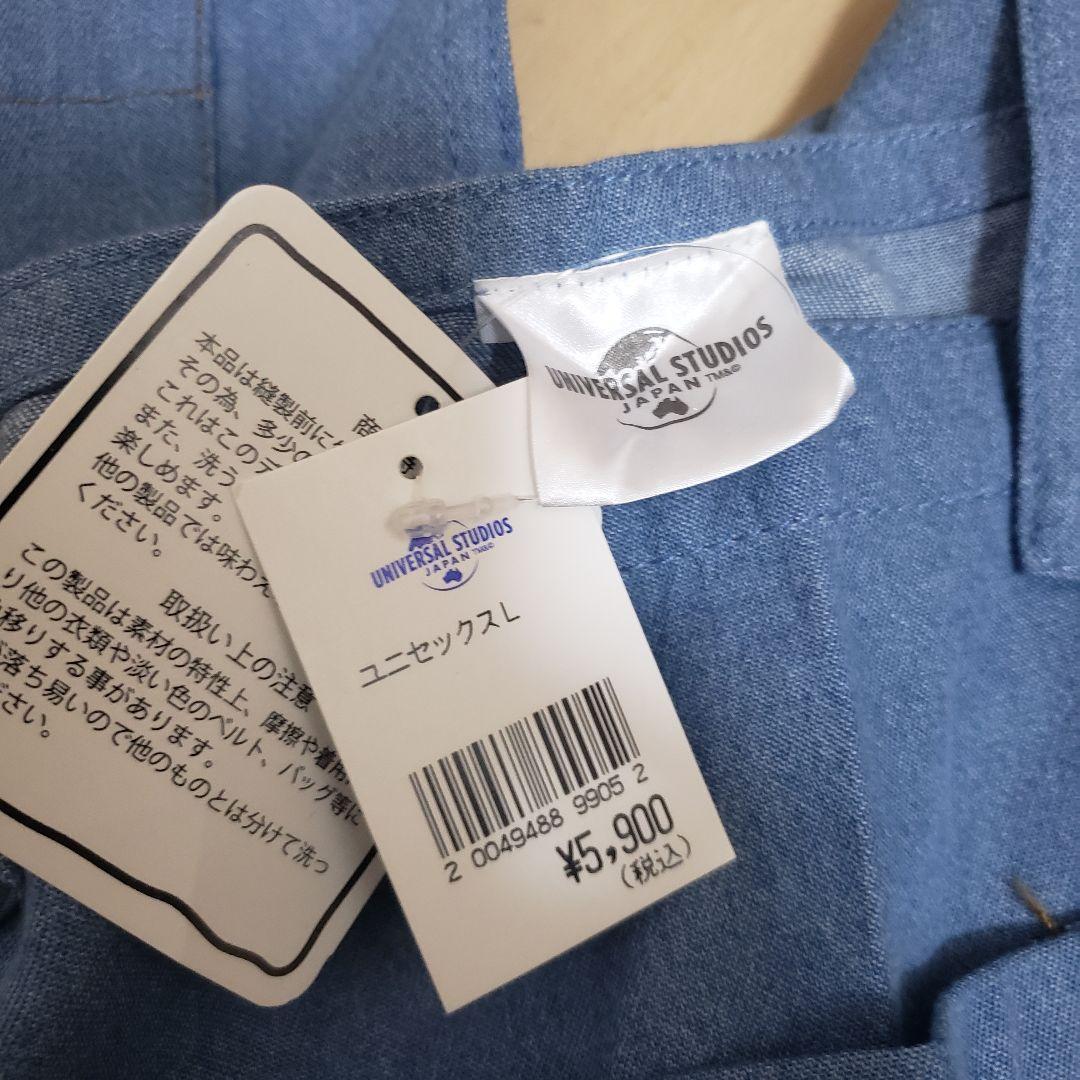 商
本品は縫製前に
その為、多少の
これはこのデ
また、洗う
楽しめます。
他の製品では味わえ
ください。
取扱い上の注意
この製品は素材の特性上、摩擦や着用
り他の衣類や淡い色のベルト、バッグ等に
移りする事があります。
落ち易いので他のものとは分けて洗っ
ださい。
UNIVERSAL STUDIOS
JAPAN TM&©
ユニセックスL
2 0049488 9905 2
¥5,900
(税込)
UNIVERSAL STUDIOS
JAPAN TM&©